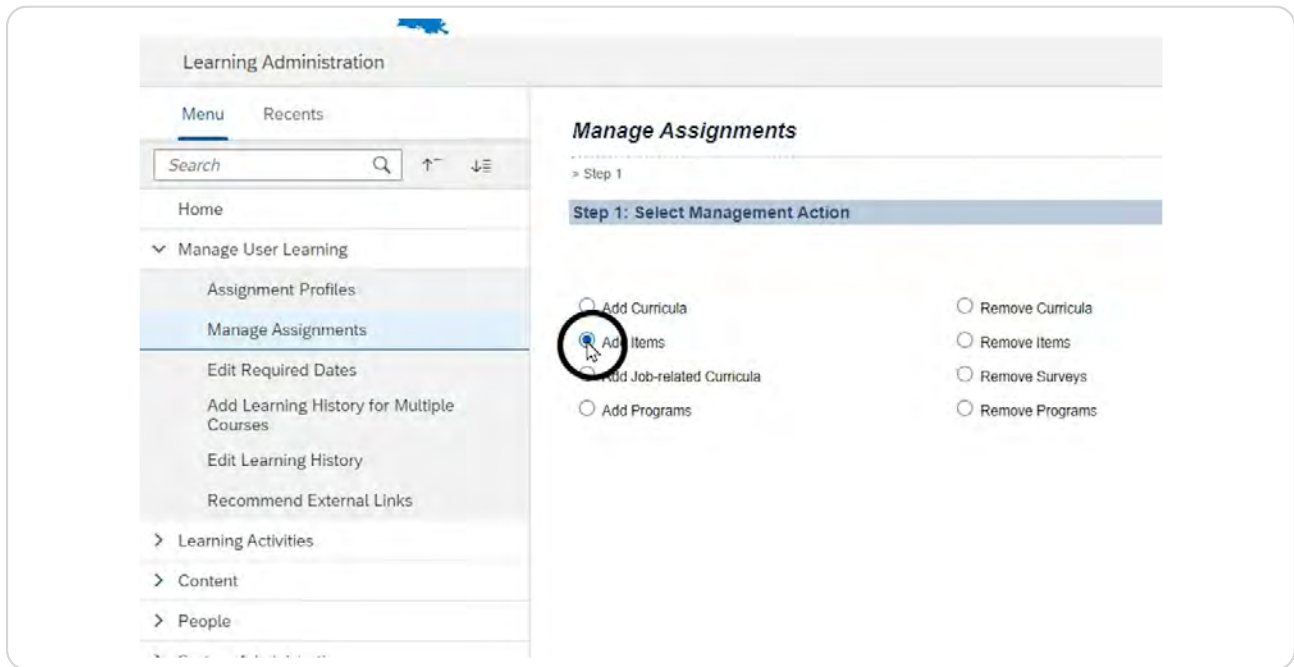 Learning Administration
Menu Recents
Search
Home
Manage User Learning
Assignment Profiles
Manage Assignments
Edit Required Dates
Add Learning History for Multiple
Courses
Edit Learning History
Recommend External Links
Learning Activities
Content
People
Manage Assignments
» Step 1
Step 1: Select Management Action
Add Curricula Remove Curricula
Add Items Remove Items
Add Job-related Curricula Remove Surveys
Add Programs Remove Programs